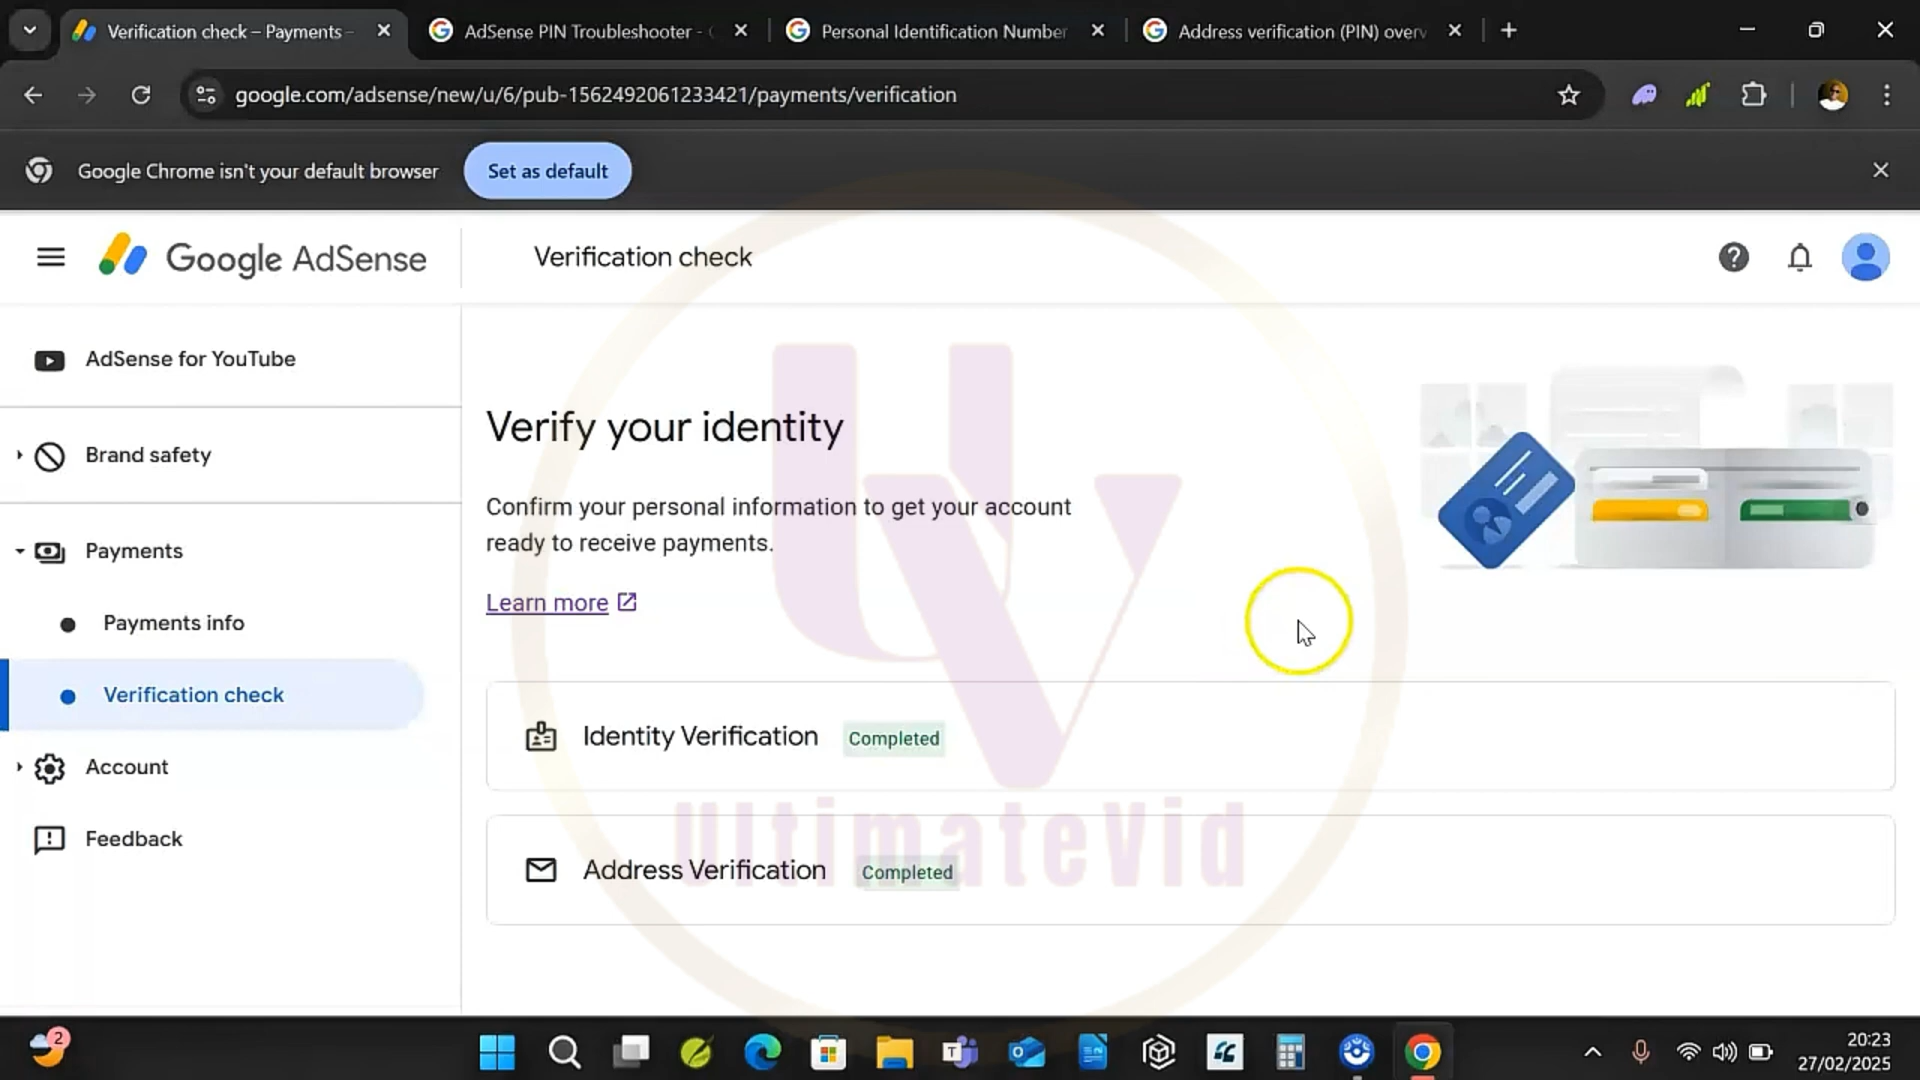 Verification check – Payments –
AdSense PIN Troubleshooter -
Personal Identification Number
Address verification (PIN) overv
google.com/adsense/new/u/6/pub-1562492061233421/payments/verification
Google Chrome isn't your default browser
Set as default
Google AdSense
Verification check
AdSense for YouTube
Brand safety
Payments
Payments info
Verification check
Account
Feedback
Verify your identity
Confirm your personal information to get your account
ready to receive payments.
Learn more
Identity Verification Completed
Address Verification Completed
UV
UltimateVid
2
20:23
27/02/2025